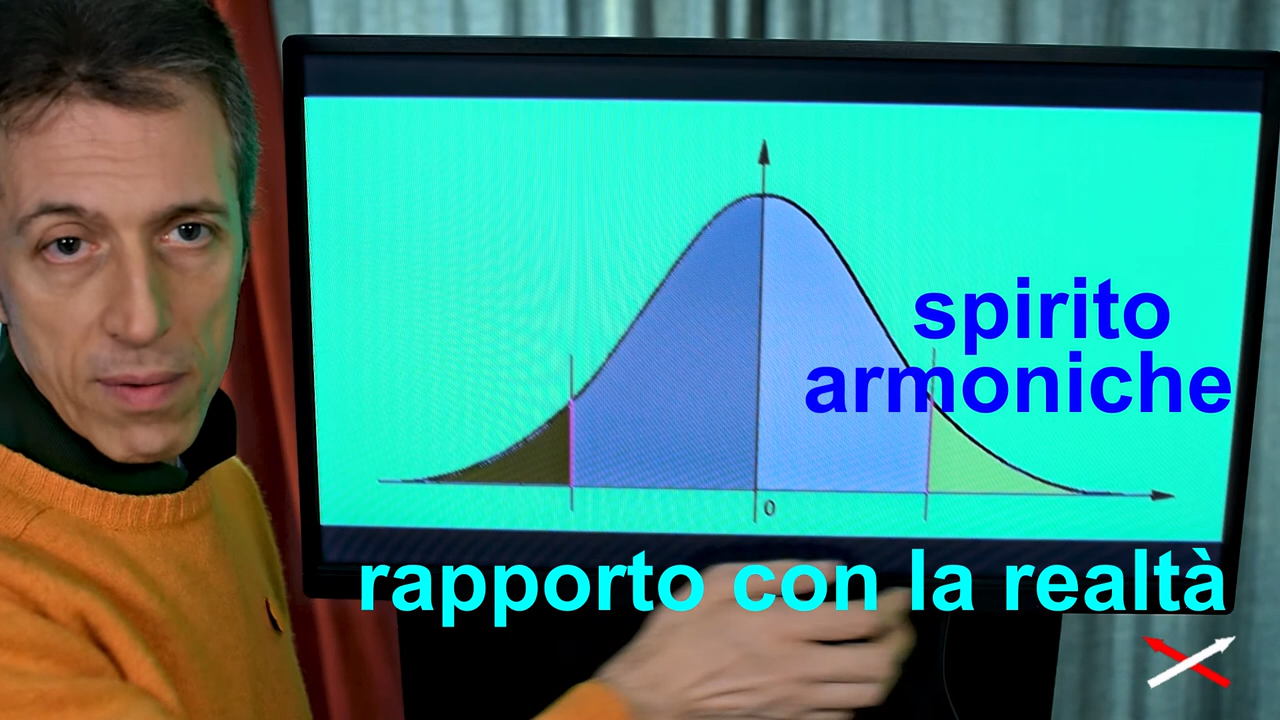 spirito
armoniche
0
rapporto con la realtà